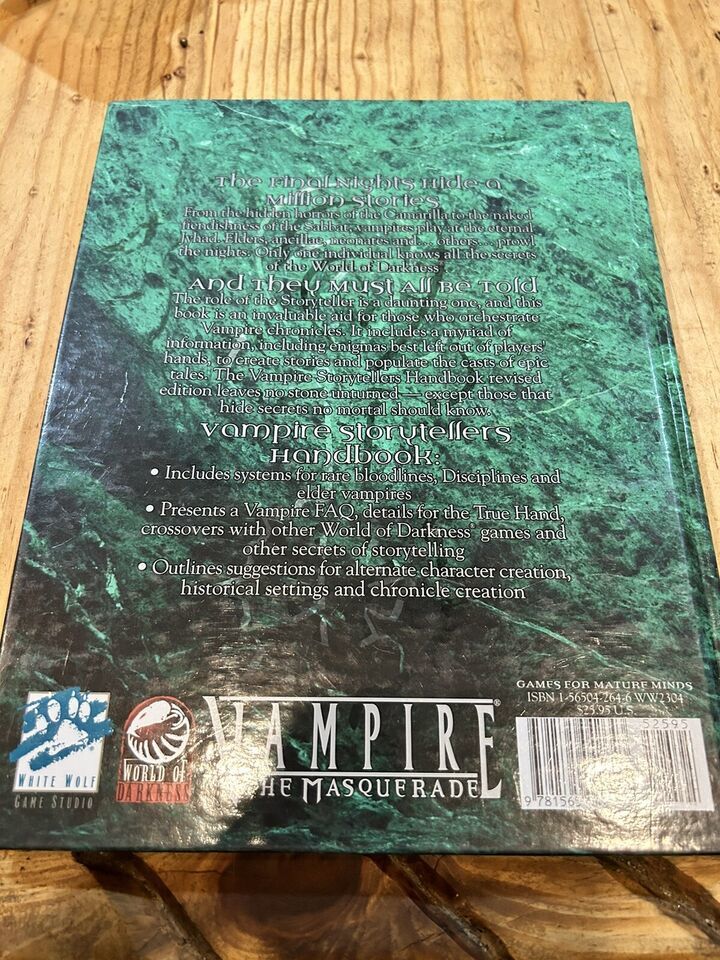 The Final Nights Hide a
Million Stories
From the hidden horrors of the Camarilla to the naked
fiendishness of the Sabbat, vampires play at the eternal
Jyhad. Elders, ancillae, neonates and... others... prowl
the nights. Only one individual knows all the secrets
of the World of Darkness
And They Must All Be Told
The role of the Storyteller is a daunting one, and this
book is an invaluable aid for those who orchestrate
Vampire chronicles. It includes a myriad of
information, including enigmas best left out of players'
hands, to create stories and populate the casts of epic
tales. The Vampire Storytellers Handbook revised
edition leaves no stone unturned — except those that
hide secrets no mortal should know.
Vampire Storytellers
Handbook:
• Includes systems for rare bloodlines, Disciplines and
elder vampires
• Presents a Vampire FAQ, details for the True Hand,
crossovers with other World of Darkness games and
other secrets of storytelling
• Outlines suggestions for alternate character creation,
historical settings and chronicle creation
GAMES FOR MATURE MINDS
ISBN 1-56504-264-6 WW2304
$25.95 U.S.
52595
9 78156
WHITE WOLF
GAME STUDIO
WORLD OF
DARKNESS
VAMPIRE®
THE MASQUERADE